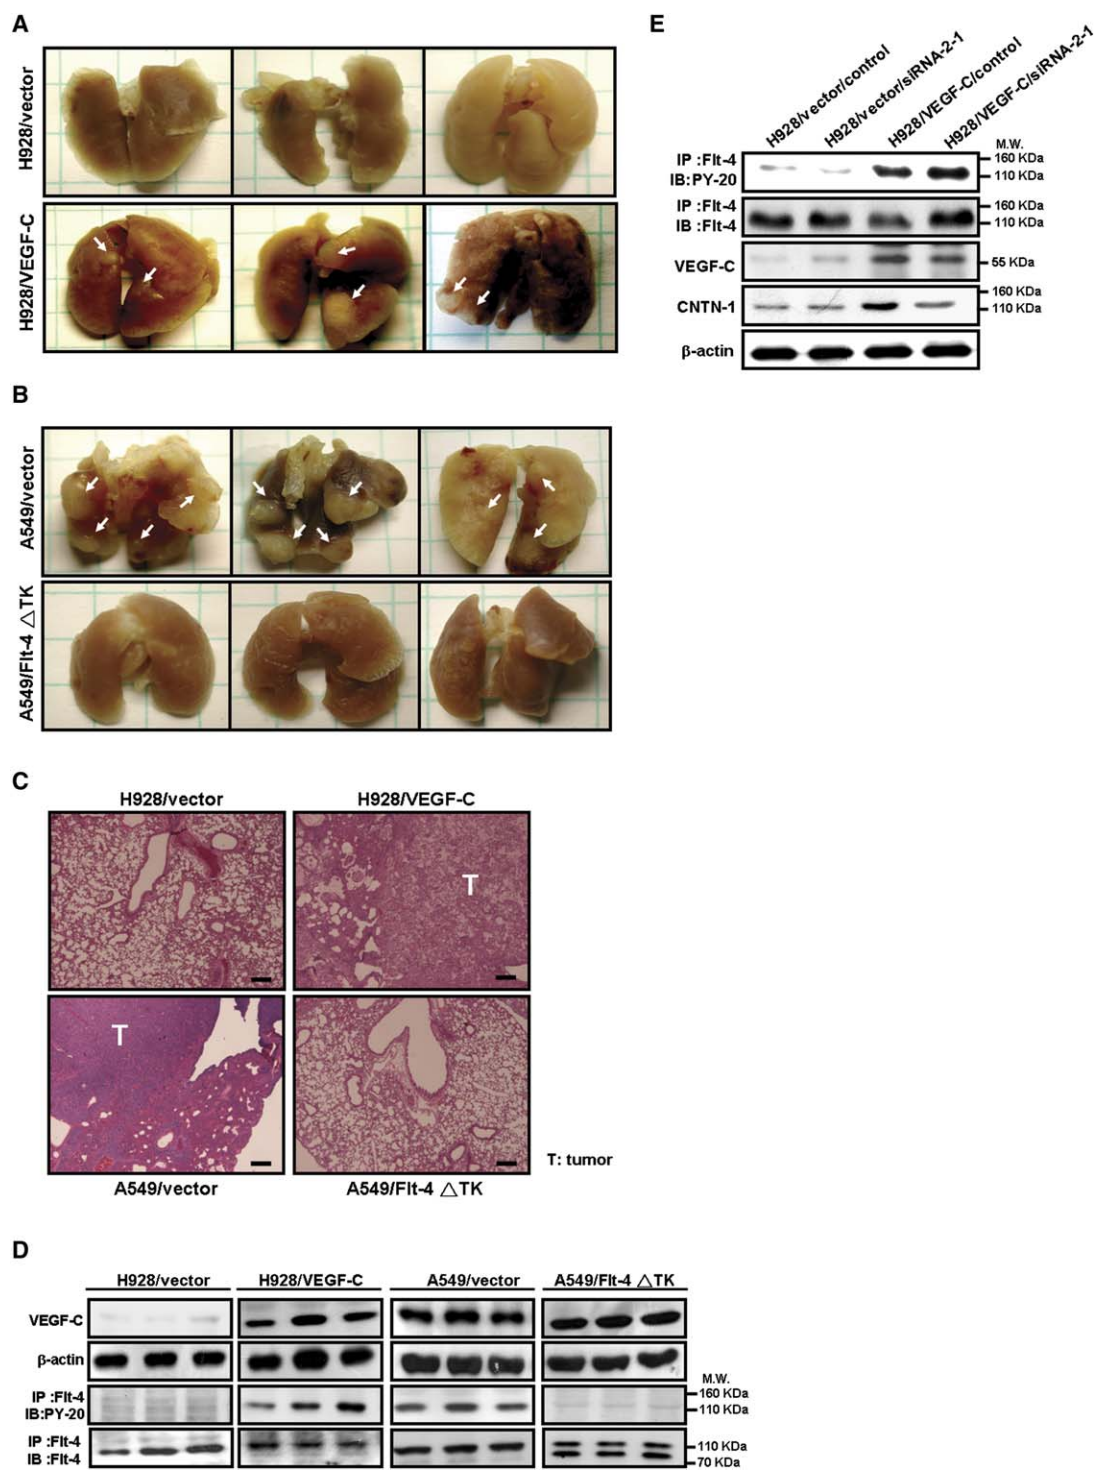 A
H928/vector
H928/VEGF-C
B
A549/vector
A549/Flt-4 △TK
C
H928/vector
H928/VEGF-C
T
T
A549/vector
A549/Flt-4 △TK
T: tumor
D
H928/vector
H928/VEGF-C
A549/vector
A549/Flt-4 △TK
VEGF-C
β-actin
M.W.
IP :Flt-4
IB:PY-20
160 KDa
110 KDa
IP :Flt-4
IB :Flt-4
110 KDa
70 KDa
E
H928/vector/control
H928/vector/siRNA-2-1
H928/VEGF-C/control
H928/VEGF-C/siRNA-2-1
M.W.
IP :Flt-4
IB:PY-20
160 KDa
110 KDa
IP :Flt-4
IB :Flt-4
160 KDa
110 KDa
VEGF-C
55 KDa
CNTN-1
160 KDa
110 KDa
β-actin